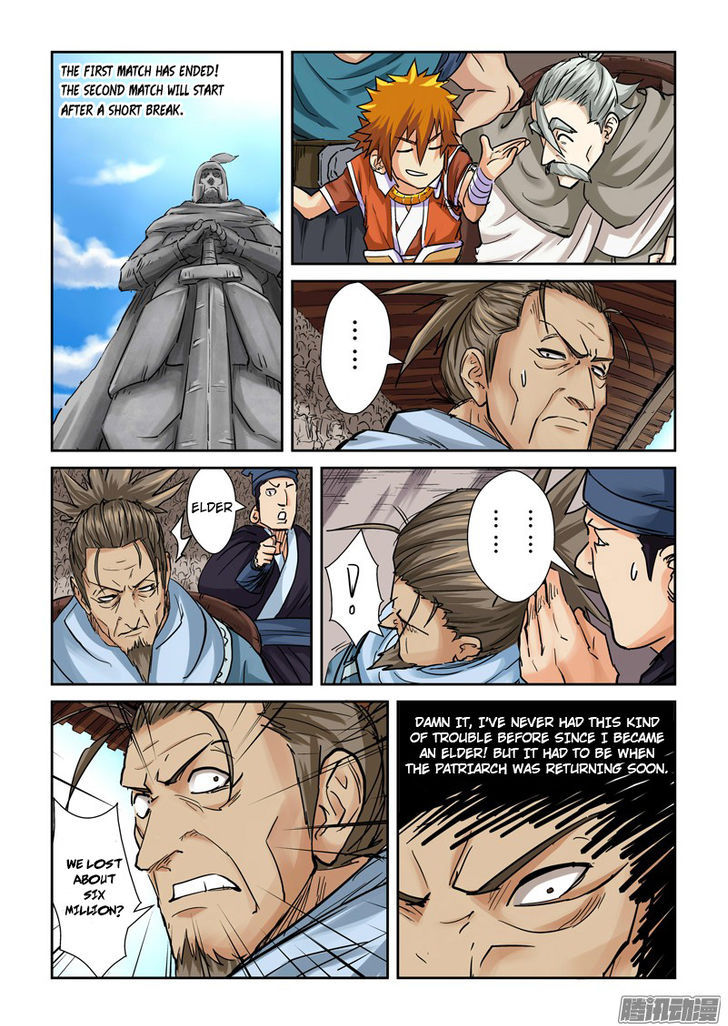 THE FIRST MATCH HAS ENDED!
THE SECOND MATCH WILL START
AFTER A SHORT BREAK.
......
ELDER
......
!
WE LOST
ABOUT
SIX
MILLION?
DAMN IT, I'VE NEVER HAD THIS KIND
OF TROUBLE BEFORE SINCE I BECAME
AN ELDER! BUT IT HAD TO BE WHEN
THE PATRIARCH WAS RETURNING SOON.
腾讯动漫